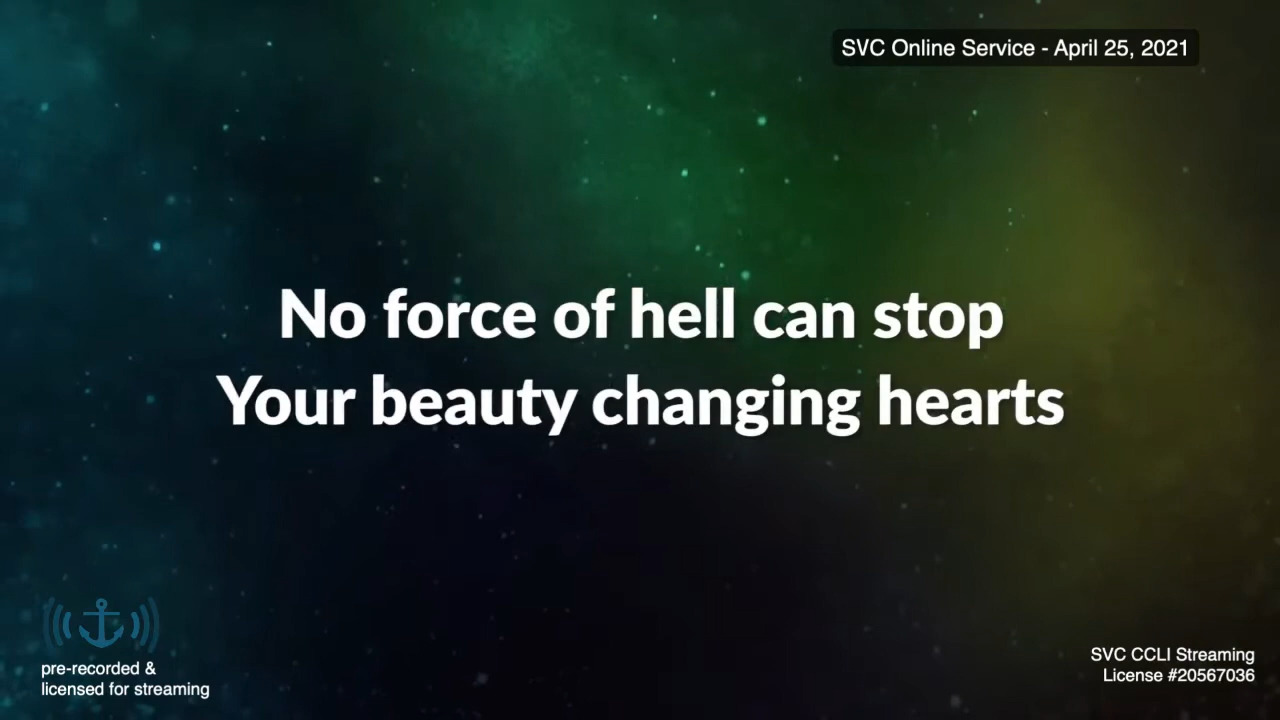 SVC Online Service - April 25, 2021
No force of hell can stop
Your beauty changing hearts
pre-recorded &
licensed for streaming
SVC CCLI Streaming
License #20567036